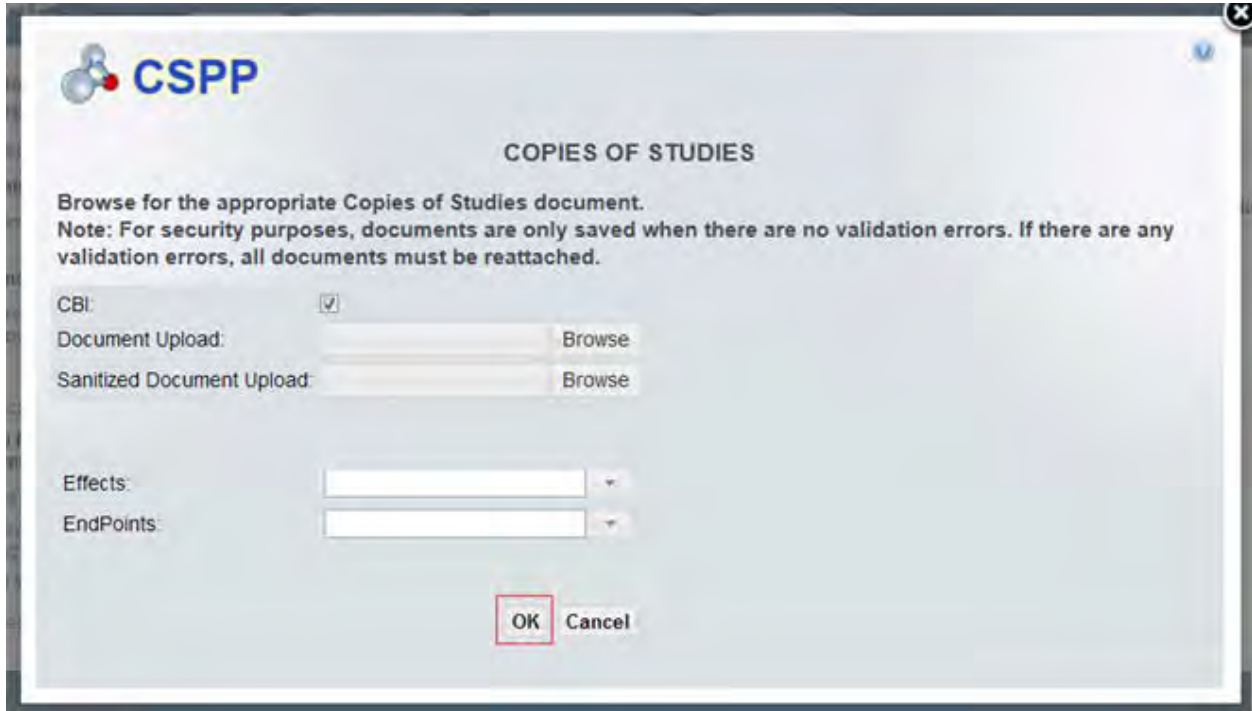 CSPP
COPIES OF STUDIES
Browse for the appropriate Copies of Studies document.
Note: For security purposes, documents are only saved when there are no validation errors. If there are any
validation errors, all documents must be reattached.
CBI:
Document Upload: Browse
Sanitized Document Upload: Browse
Effects:
EndPoints:
OK Cancel